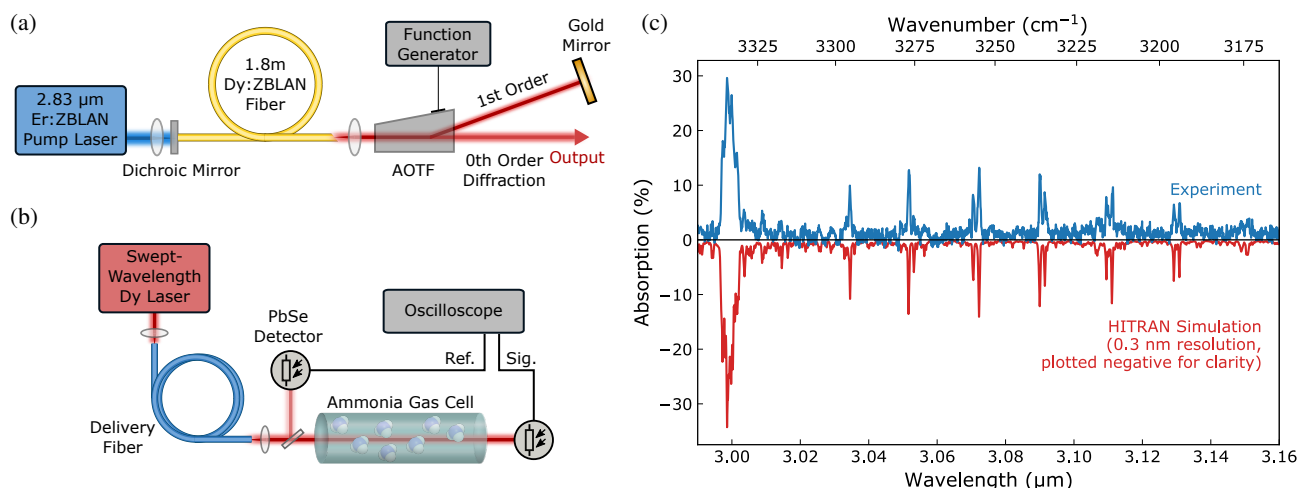 (a)
Function
Generator
Gold
Mirror
1.8m
Dy:ZBLAN
Fiber
1st Order
2.83 μm
Er:ZBLAN
Pump Laser
Dichroic Mirror
AOTF
0th Order
Diffraction
Output
(b)
Swept-
Wavelength
Dy Laser
PbSe
Detector
Oscilloscope
Ref.
Sig.
Ammonia Gas Cell
Delivery
Fiber
(c)
Wavenumber (cm⁻¹)
3325 3300 3275 3250 3225 3200 3175
Absorption (%)
30
20
10
0
−10
−20
−30
Experiment
HITRAN Simulation
(0.3 nm resolution,
plotted negative for clarity)
3.00 3.02 3.04 3.06 3.08 3.10 3.12 3.14 3.16
Wavelength (μm)